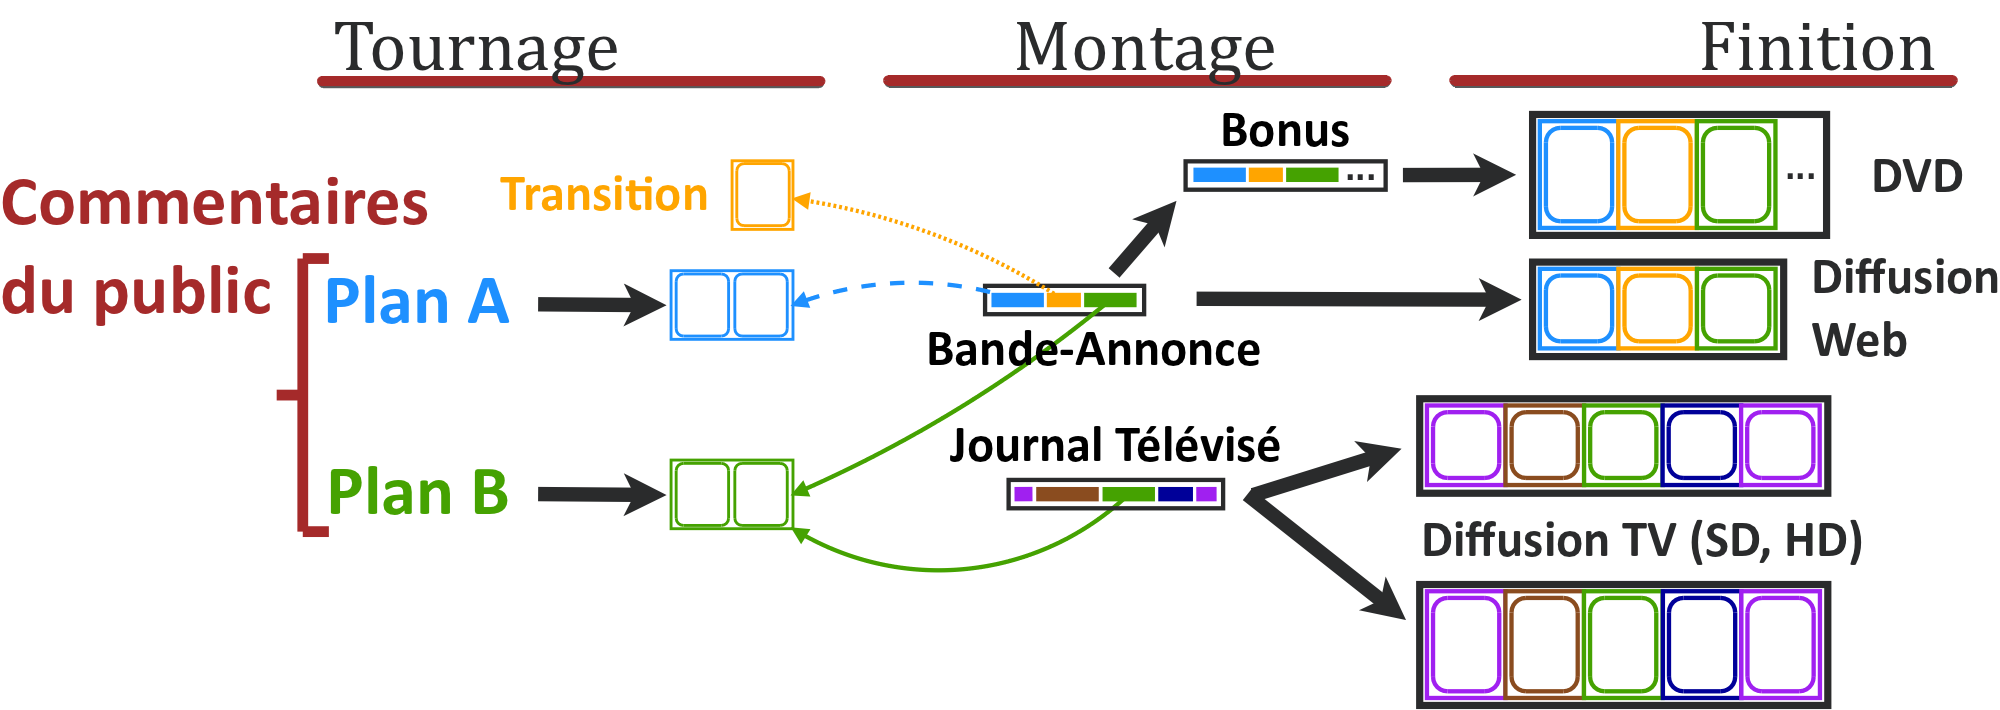 Tournage
Montage
Finition
Commentaires
du public
Transition
Plan A
Plan B
Bonus
...
Bande-Annonce
Journal Télévisé
...
DVD
Diffusion
Web
Diffusion TV (SD, HD)